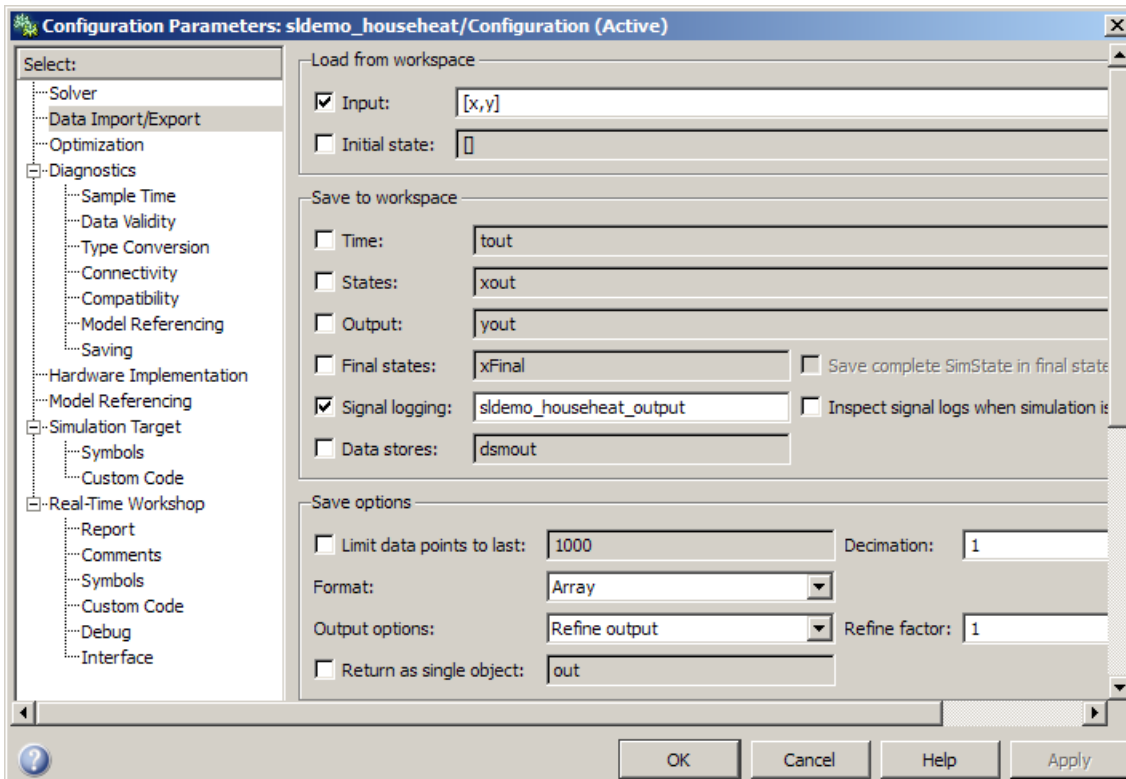 Configuration Parameters: sldemo_househeat/Configuration (Active)
Select:
Solver
Data Import/Export
Optimization
Diagnostics
Sample Time
Data Validity
Type Conversion
Connectivity
Compatibility
Model Referencing
Saving
Hardware Implementation
Model Referencing
Simulation Target
Symbols
Custom Code
Real-Time Workshop
Report
Comments
Symbols
Custom Code
Debug
Interface
Load from workspace
Input: [x,y]
Initial state: []
Save to workspace
Time: tout
States: xout
Output: yout
Final states: xFinal Save complete SimState in final state
Signal logging: sldemo_househeat_output Inspect signal logs when simulation is
Data stores: dsmout
Save options
Limit data points to last: 1000 Decimation: 1
Format: Array
Output options: Refine output Refine factor: 1
Return as single object: out
OK Cancel Help Apply